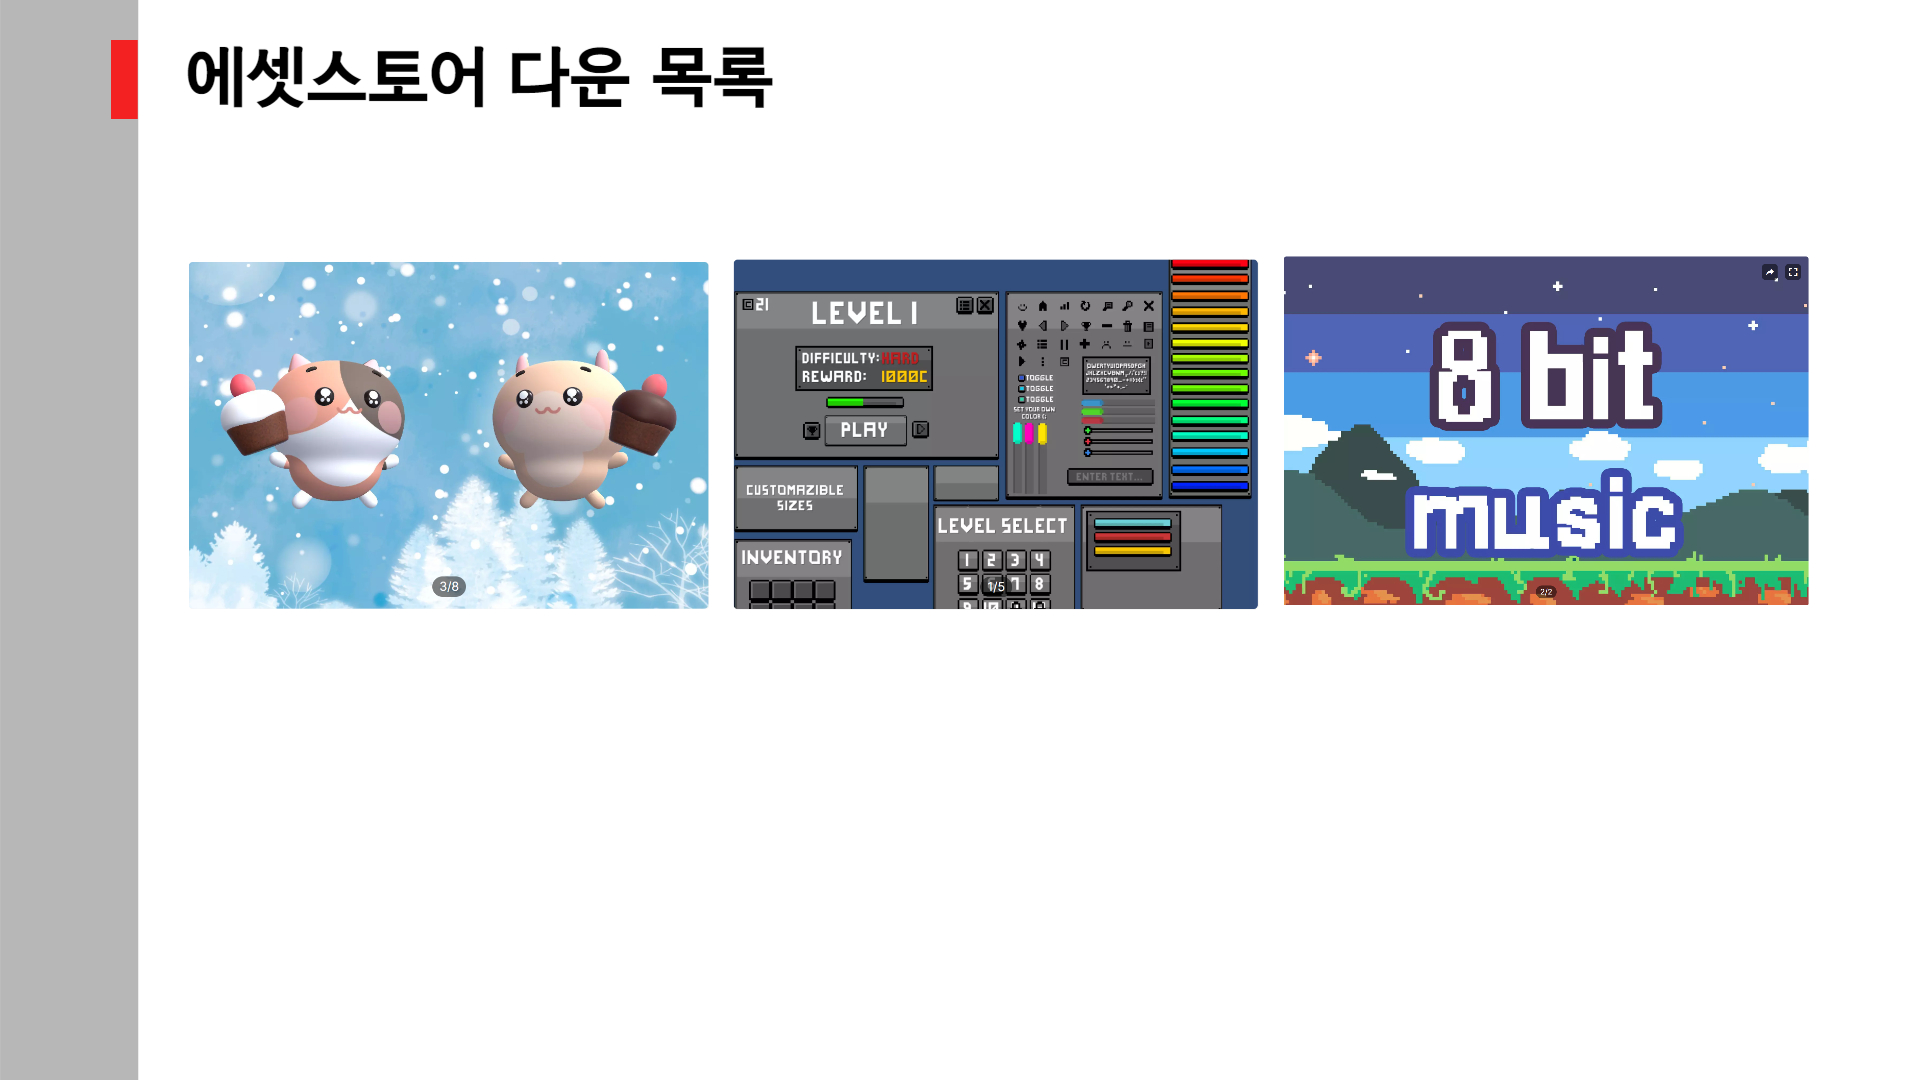 에셋스토어 다운 목록
3/8
21
LEVEL 1
DIFFICULTY: HARD
REWARD: 1000C
PLAY
CUSTOMAZIBLE
SIZES
INVENTORY
TOGGLE
TOGGLE
TOGGLE
SET YOUR OWN
COLOR
ENTER TEXT...
LEVEL SELECT
1 2 3 4
5 7 8
1/5
8 bit
music
2/2